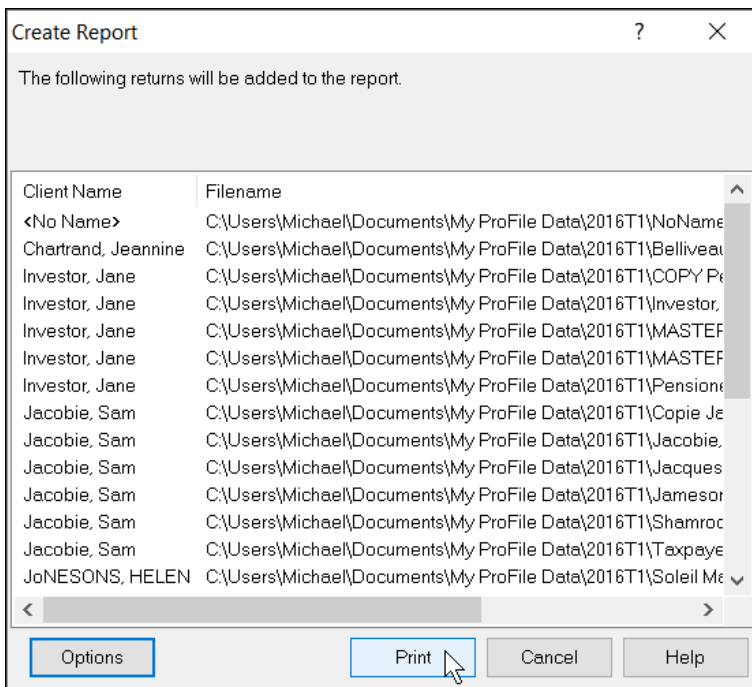 Create Report ?
The following returns will be added to the report.
Client Name Filename
<No Name> C:\Users\Michael\Documents\My ProFile Data\2016T1\NoName
Chartrand, Jeannine C:\Users\Michael\Documents\My ProFile Data\2016T1\Belliveau
Investor, Jane C:\Users\Michael\Documents\My ProFile Data\2016T1\COPY Pe
Investor, Jane C:\Users\Michael\Documents\My ProFile Data\2016T1\Investor,
Investor, Jane C:\Users\Michael\Documents\My ProFile Data\2016T1\MASTER
Investor, Jane C:\Users\Michael\Documents\My ProFile Data\2016T1\MASTER
Investor, Jane C:\Users\Michael\Documents\My ProFile Data\2016T1\Pensione
Jacobie, Sam C:\Users\Michael\Documents\My ProFile Data\2016T1\Copie Ja
Jacobie, Sam C:\Users\Michael\Documents\My ProFile Data\2016T1\Jacobie,
Jacobie, Sam C:\Users\Michael\Documents\My ProFile Data\2016T1\Jacques
Jacobie, Sam C:\Users\Michael\Documents\My ProFile Data\2016T1\Jameson
Jacobie, Sam C:\Users\Michael\Documents\My ProFile Data\2016T1\Shamroc
Jacobie, Sam C:\Users\Michael\Documents\My ProFile Data\2016T1\Taxpaye
JoNESONS, HELEN C:\Users\Michael\Documents\My ProFile Data\2016T1\Soleil Ma
Options Print Cancel Help